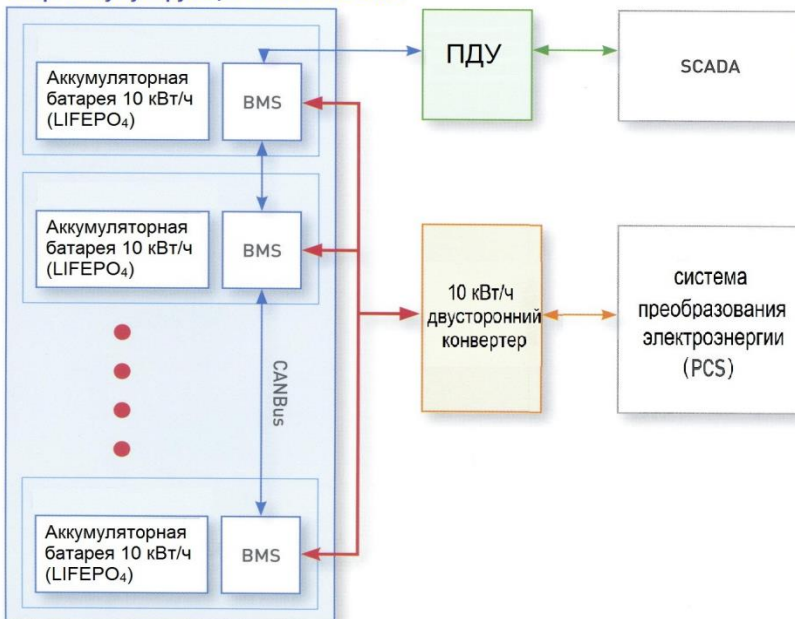 Аккумуляторная
батарея 10 кВт/ч
(LIFEPO₄)
BMS
ПДУ
SCADA
Аккумуляторная
батарея 10 кВт/ч
(LIFEPO₄)
BMS
10 кВт/ч
двусторонний
конвертер
система
преобразования
электроэнергии
(PCS)
CANBus
Аккумуляторная
батарея 10 кВт/ч
(LIFEPO₄)
BMS